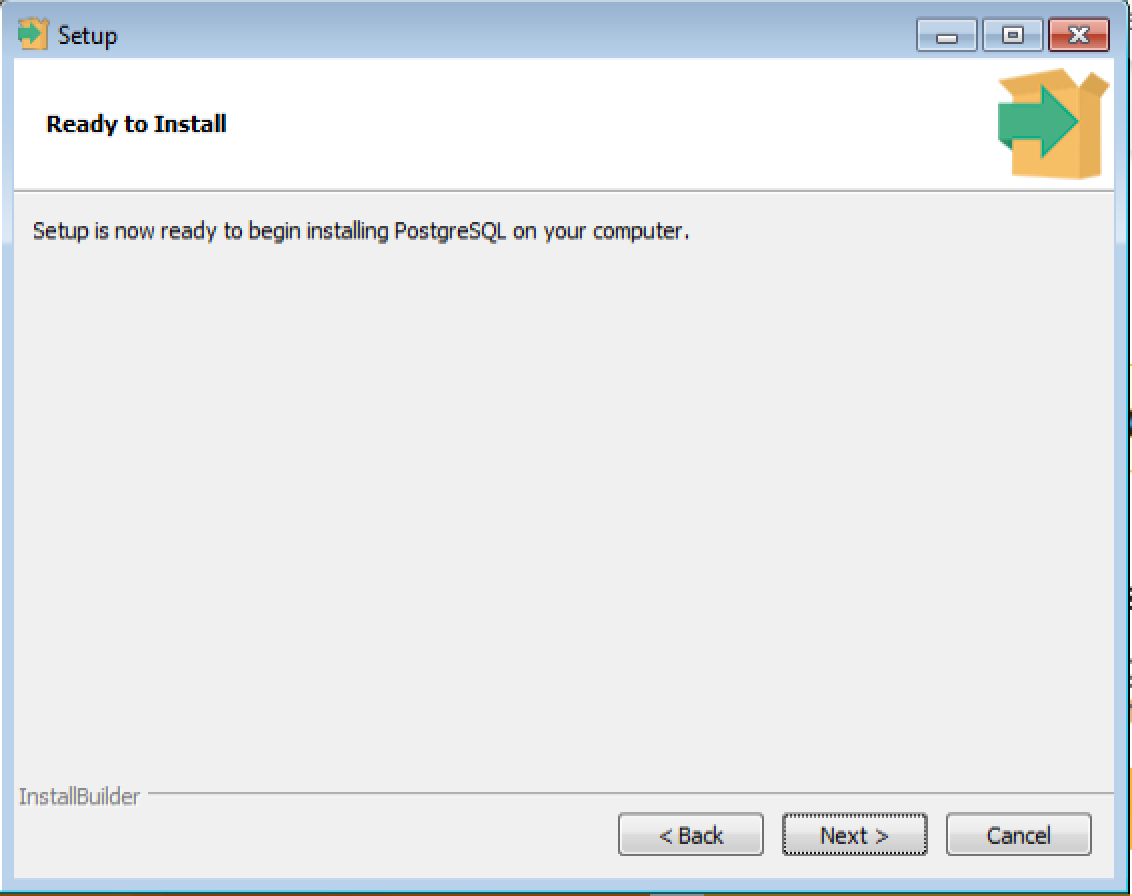 Setup
Ready to Install
Setup is now ready to begin installing PostgreSQL on your computer.
InstallBuilder
< Back
Next >
Cancel